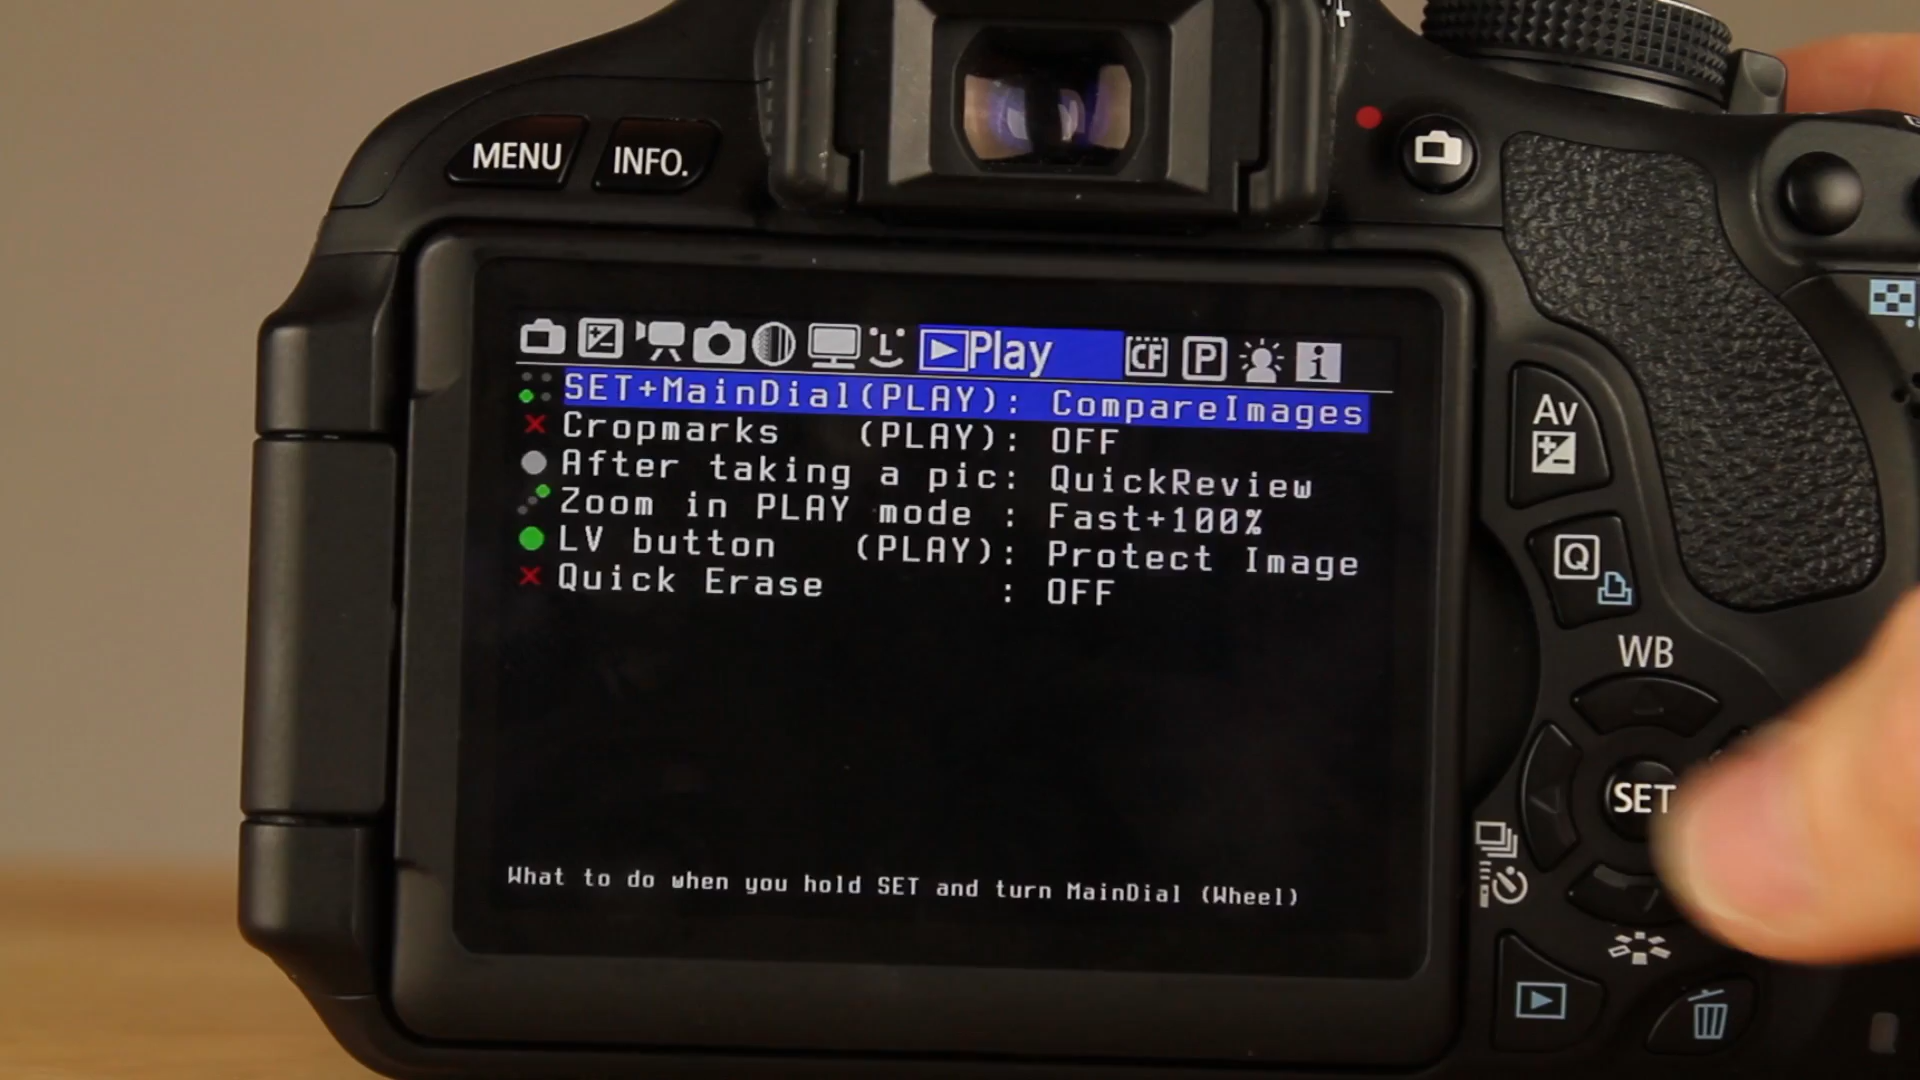 MENU INFO.
Play CF P i
SET+MainDial(PLAY): CompareImages
Cropmarks (PLAY): OFF
After taking a pic: QuickReview
Zoom in PLAY mode : Fast+100%
LV button (PLAY): Protect Image
Quick Erase : OFF
What to do when you hold SET and turn MainDial (Wheel)
Av
Q
WB
SET